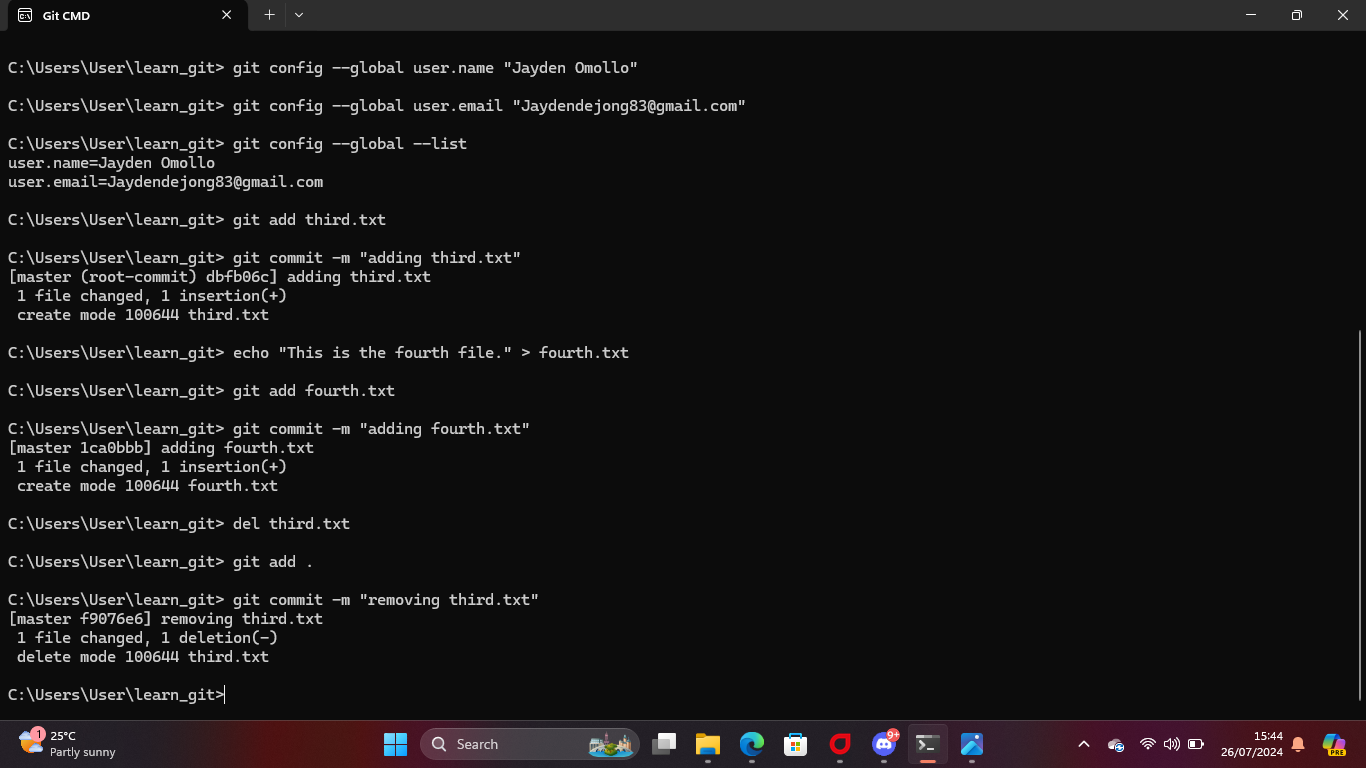 Git CMD
C:\Users\User\learn_git> git config --global user.name "Jayden Omollo"
C:\Users\User\learn_git> git config --global user.email "Jaydendejong83@gmail.com"
C:\Users\User\learn_git> git config --global --list
user.name=Jayden Omollo
user.email=Jaydendejong83@gmail.com
C:\Users\User\learn_git> git add third.txt
C:\Users\User\learn_git> git commit -m "adding third.txt"
[master (root-commit) dbfb06c] adding third.txt
 1 file changed, 1 insertion(+)
 create mode 100644 third.txt
C:\Users\User\learn_git> echo "This is the fourth file." > fourth.txt
C:\Users\User\learn_git> git add fourth.txt
C:\Users\User\learn_git> git commit -m "adding fourth.txt"
[master 1ca0bbb] adding fourth.txt
 1 file changed, 1 insertion(+)
 create mode 100644 fourth.txt
C:\Users\User\learn_git> del third.txt
C:\Users\User\learn_git> git add .
C:\Users\User\learn_git> git commit -m "removing third.txt"
[master f9076e6] removing third.txt
 1 file changed, 1 deletion(-)
 delete mode 100644 third.txt
C:\Users\User\learn_git>
1
25°C
Partly sunny
Search
9+
15:44
26/07/2024
PRE